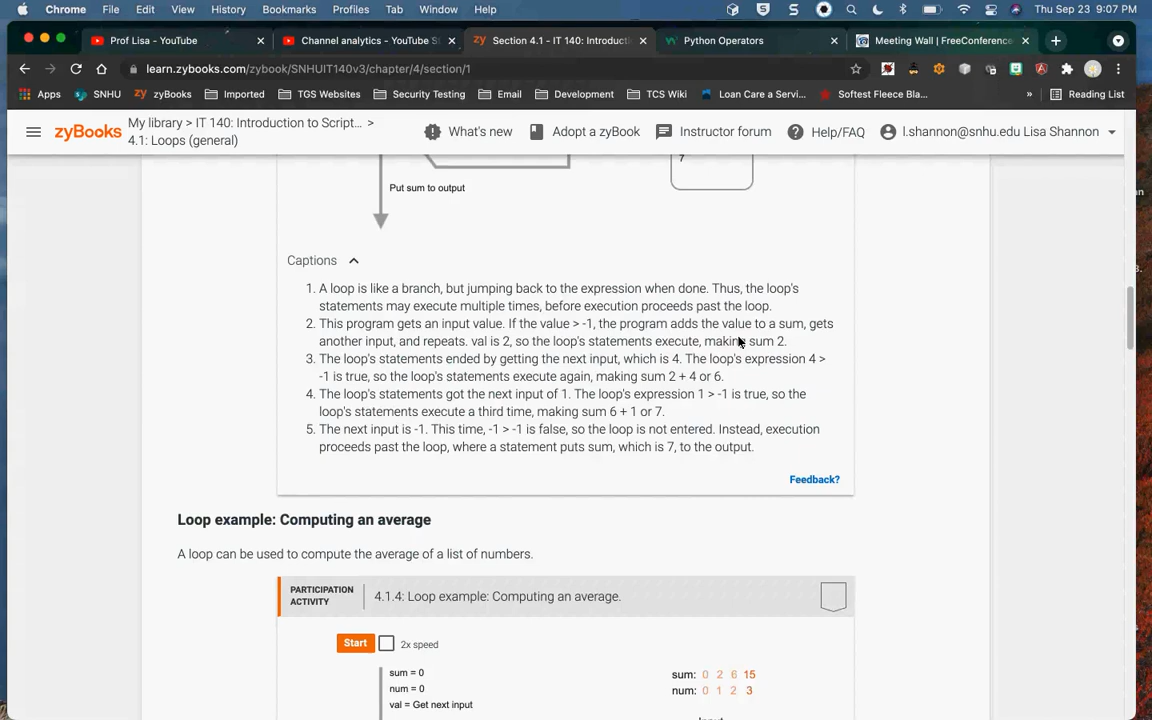 Chrome File Edit View History Bookmarks Profiles Tab Window Help Thu Sep 23 9:07 PM
Prof Lisa - YouTube Channel analytics - YouTube S Section 4.1 - IT 140: Introducti Python Operators Meeting Wall | FreeConference
learn.zybooks.com/zybook/SNHUIT140v3/chapter/4/section/1
Apps SNHU zyBooks Imported TGS Websites Security Testing Email Development TCS Wiki Loan Care a Servi... Softest Fleece Bla... » Reading List
zyBooks My library > IT 140: Introduction to Script... >
4.1: Loops (general)
What's new Adopt a zyBook Instructor forum Help/FAQ l.shannon@snhu.edu Lisa Shannon
7
Put sum to output
Captions
1. A loop is like a branch, but jumping back to the expression when done. Thus, the loop's
statements may execute multiple times, before execution proceeds past the loop.
2. This program gets an input value. If the value > -1, the program adds the value to a sum, gets
another input, and repeats. val is 2, so the loop's statements execute, making sum 2.
3. The loop's statements ended by getting the next input, which is 4. The loop's expression 4 >
-1 is true, so the loop's statements execute again, making sum 2 + 4 or 6.
4. The loop's statements got the next input of 1. The loop's expression 1 > -1 is true, so the
loop's statements execute a third time, making sum 6 + 1 or 7.
5. The next input is -1. This time, -1 > -1 is false, so the loop is not entered. Instead, execution
proceeds past the loop, where a statement puts sum, which is 7, to the output.
Feedback?
Loop example: Computing an average
A loop can be used to compute the average of a list of numbers.
PARTICIPATION
ACTIVITY
4.1.4: Loop example: Computing an average.
Start 2x speed
sum = 0
num = 0
val = Get next input
sum: 0 2 6 15
num: 0 1 2 3